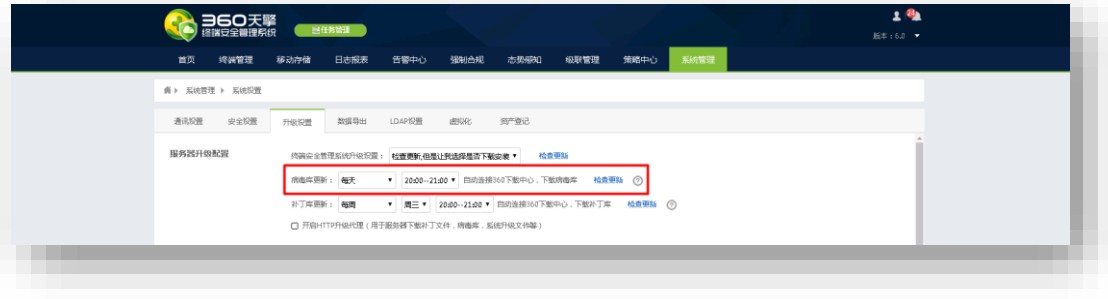 360天擎
终端安全管理系统 任务管理
版本：6.0
首页 终端管理 移动存储 日志报表 告警中心 强制合规 态势感知 级联管理 策略中心 系统管理
系统管理 系统设置
通讯设置 安全设置 升级设置 数据导出 LDAP设置 虚拟化 资产登记
服务器升级配置 终端安全管理系统升级设置： 检查更新,但是让我选择是否下载安装 检查更新
病毒库更新： 每天 20:00--21:00 自动连接360下载中心，下载病毒库 检查更新 ?
补丁库更新： 每周 周三 20:00--21:00 自动连接360下载中心，下载补丁库 检查更新 ?
开启HTTP升级代理（用于服务器下载补丁文件，病毒库，系统升级文件等）